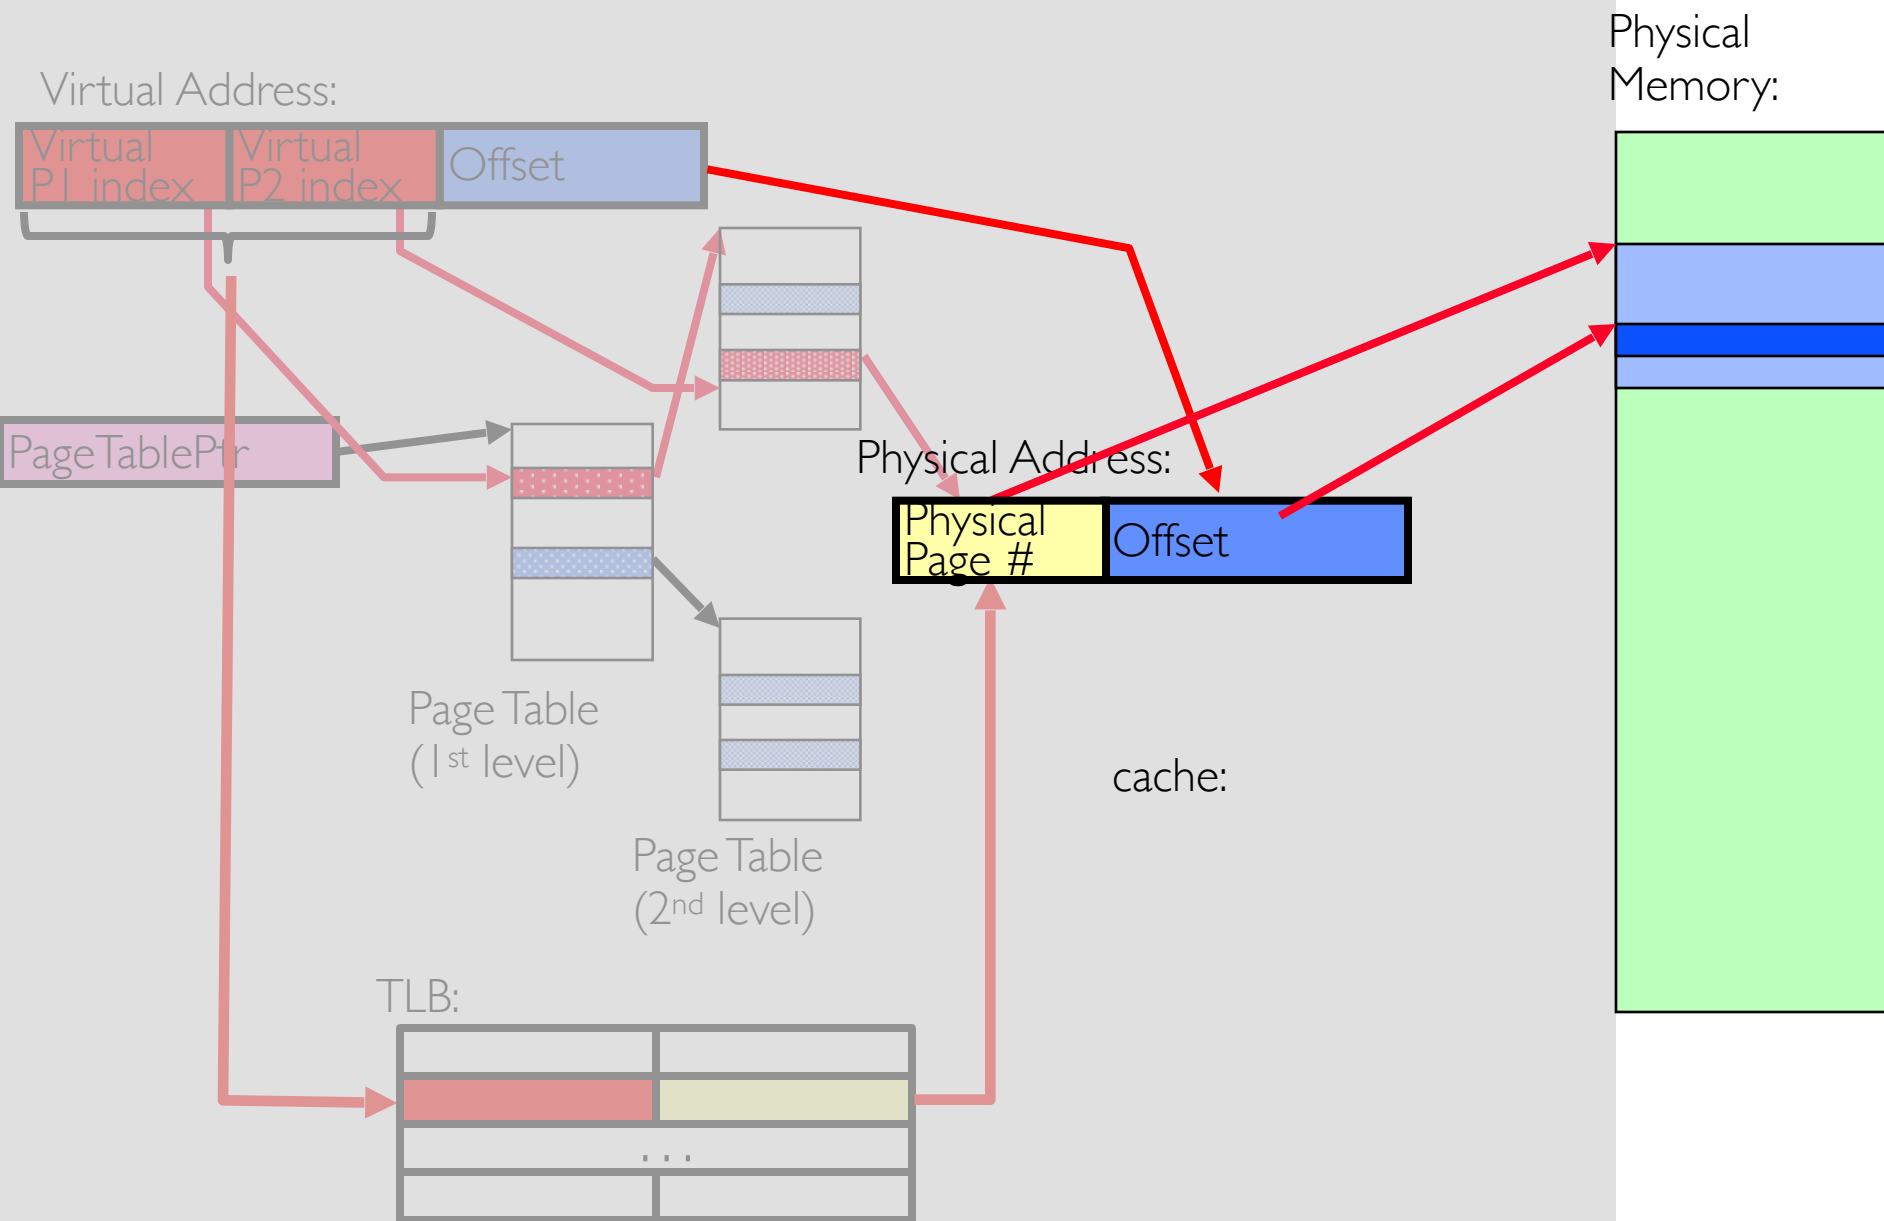 Physical
Memory:
Virtual Address:
Virtual
P1 index
Virtual
P2 index
Offset
PageTablePtr
Physical Address:
Physical
Page #
Offset
Page Table
(1st level)
cache:
Page Table
(2nd level)
TLB:
...